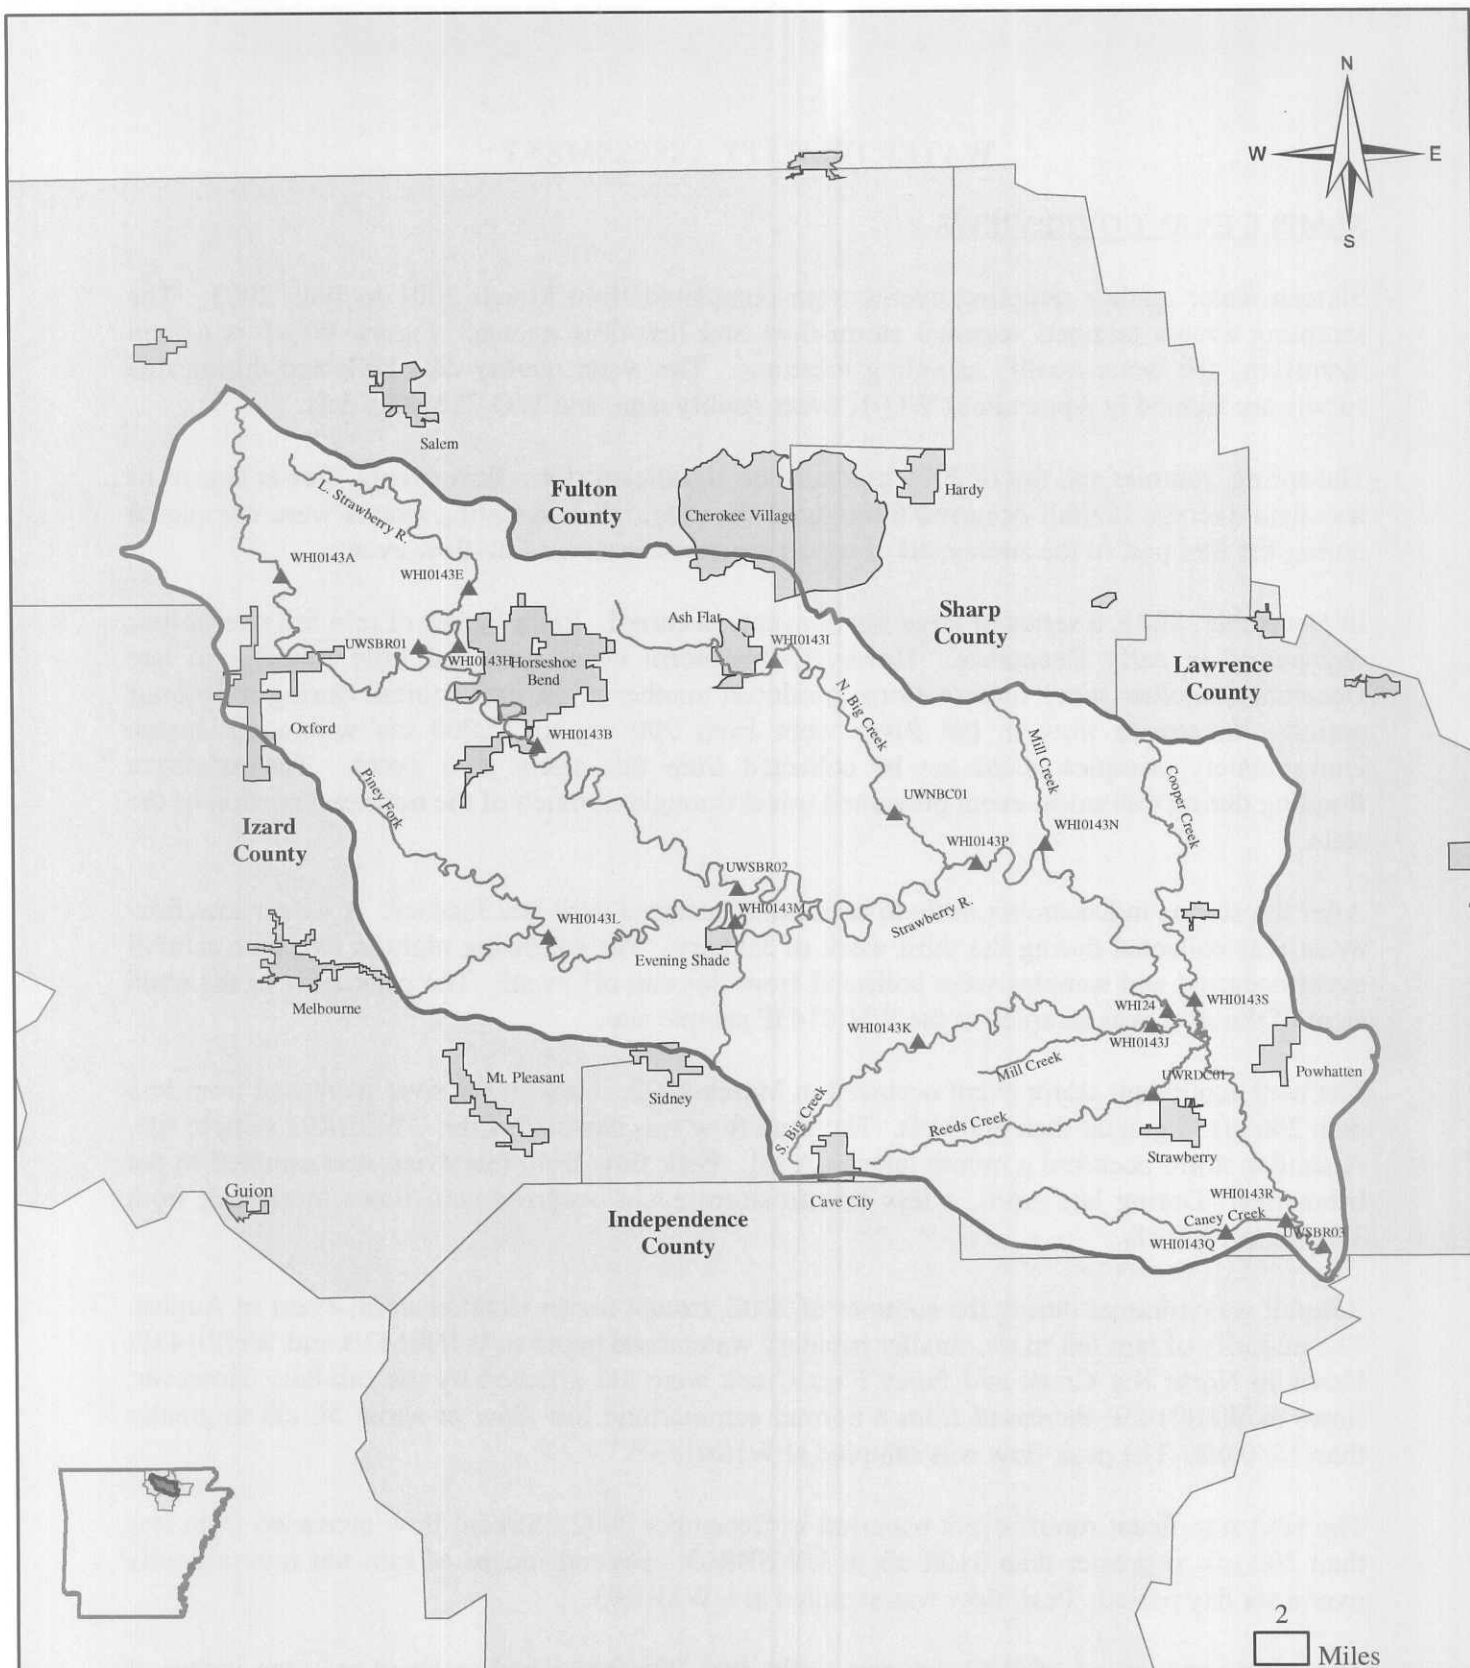 N
W E
S
Salem
Fulton
County
L. Strawberry R.
Cherokee Village
Hardy
WHI0143A
WHI0143E
Ash Flat
Sharp
County
UWSBR01
WHI0143H
Horseshoe
Bend
WHI0143I
Lawrence
County
Oxford
WHI0143B
N. Big Creek
Mill Creek
Cooper Creek
Piney Fork
UWNBC01
Izard
County
WHI0143P
WHI0143N
UWSBR02
WHI0143L
WHI0143M
Strawberry R.
Evening Shade
Melbourne
WHI24
WHI0143S
WHI0143K
WHI0143J
Mt. Pleasant
Sidney
Mill Creek
UWRDC01
Powhatten
S. Big Creek
Reeds Creek
Strawberry
Guion
Cave City
WHI0143R
Independence
County
Caney Creek
WHI0143Q
UWSBR03
2
Miles